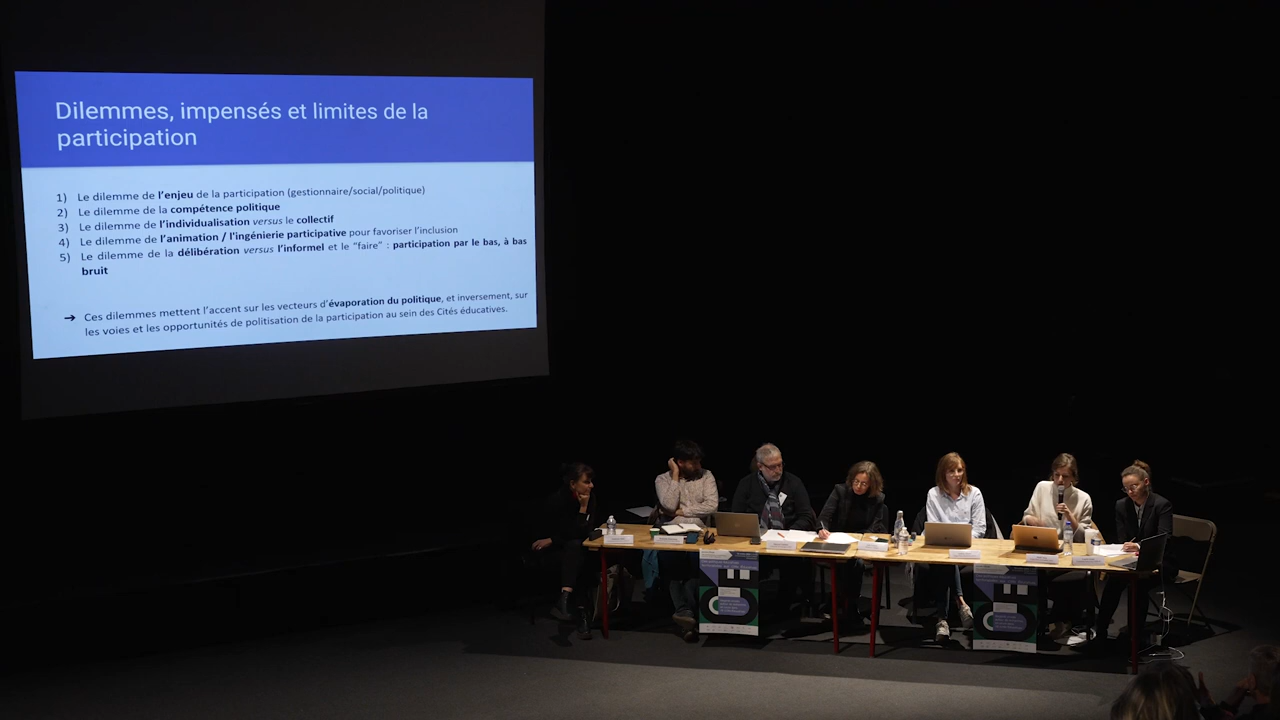 Dilemmes, impensés et limites de la
participation
1) Le dilemme de l'enjeu de la participation (gestionnaire/social/politique)
2) Le dilemme de la compétence politique
3) Le dilemme de l'individualisation versus le collectif
4) Le dilemme de l'animation / l'ingénierie participative pour favoriser l'inclusion
5) Le dilemme de la délibération versus l'informel et le "faire" : participation par le bas, à bas
bruit
➔ Ces dilemmes mettent l'accent sur les vecteurs d'évaporation du politique, et inversement, sur
les voies et les opportunités de politisation de la participation au sein des Cités éducatives.